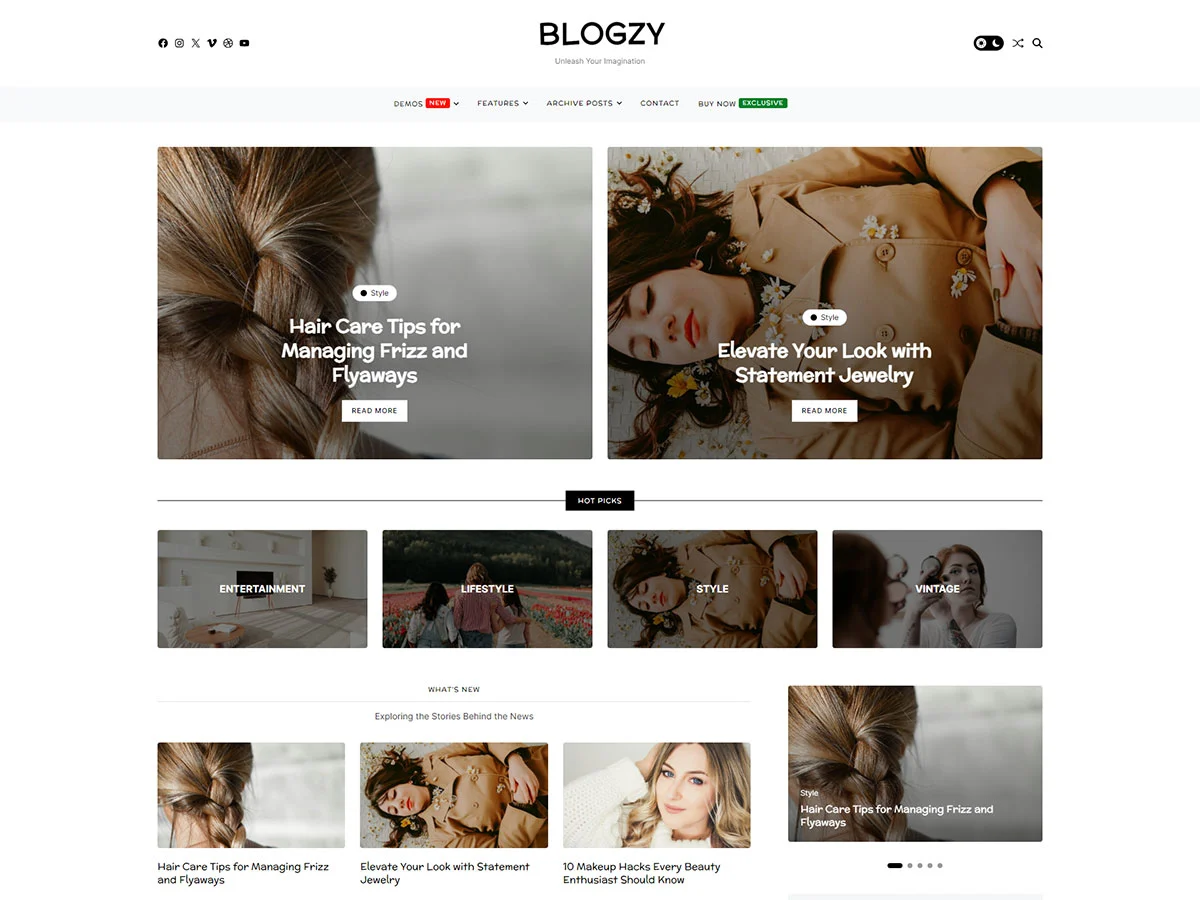 BLOGZY
Unleash Your Imagination
DEMOS NEW FEATURES ARCHIVE POSTS CONTACT BUY NOW EXCLUSIVE
Style
Hair Care Tips for
Managing Frizz and
Flyaways
READ MORE
Style
Elevate Your Look with
Statement Jewelry
READ MORE
HOT PICKS
ENTERTAINMENT
LIFESTYLE
STYLE
VINTAGE
WHAT'S NEW
Exploring the Stories Behind the News
Hair Care Tips for Managing Frizz
and Flyaways
Elevate Your Look with Statement
Jewelry
10 Makeup Hacks Every Beauty
Enthusiast Should Know
Style
Hair Care Tips for Managing Frizz and
Flyaways